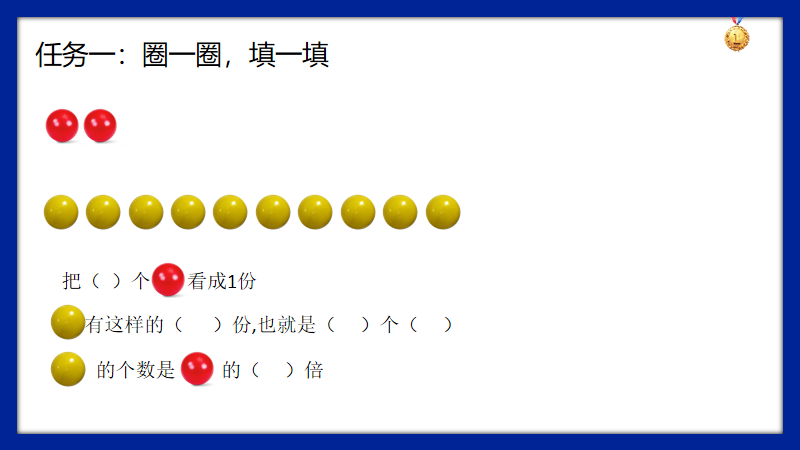 任务一：圈一圈，填一填
把（ ）个 看成1份
有这样的（ ）份,也就是（ ）个（ ）
的个数是 的（ ）倍